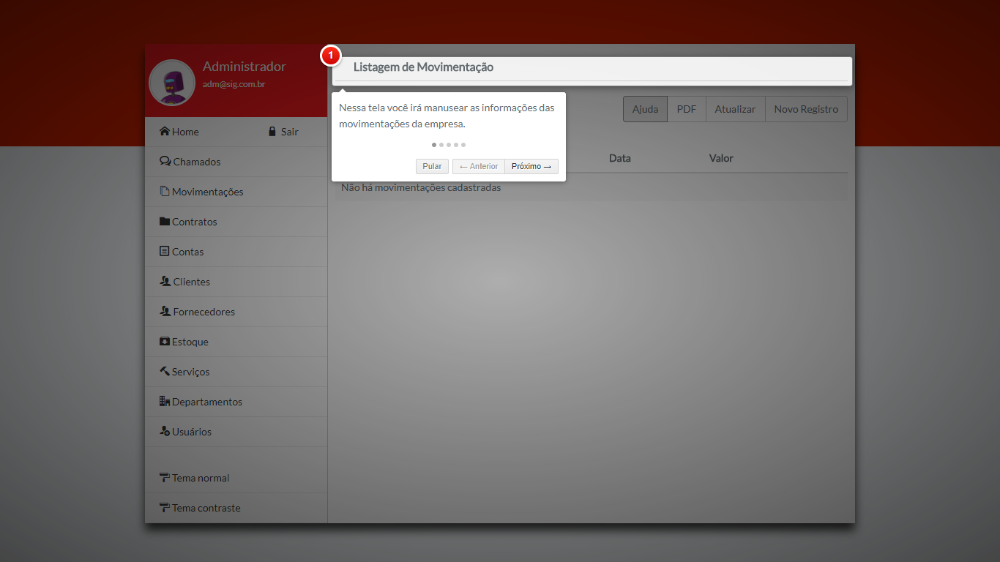 Administrador
adm@sig.com.br
Home
Sair
Chamados
Movimentações
Contratos
Contas
Clientes
Fornecedores
Estoque
Serviços
Departamentos
Usuários
Tema normal
Tema contraste
1
Listagem de Movimentação
Nessa tela você irá manusear as informações das
movimentações da empresa.
Pular
← Anterior
Próximo →
Ajuda
PDF
Atualizar
Novo Registro
Data
Valor
Não há movimentações cadastradas